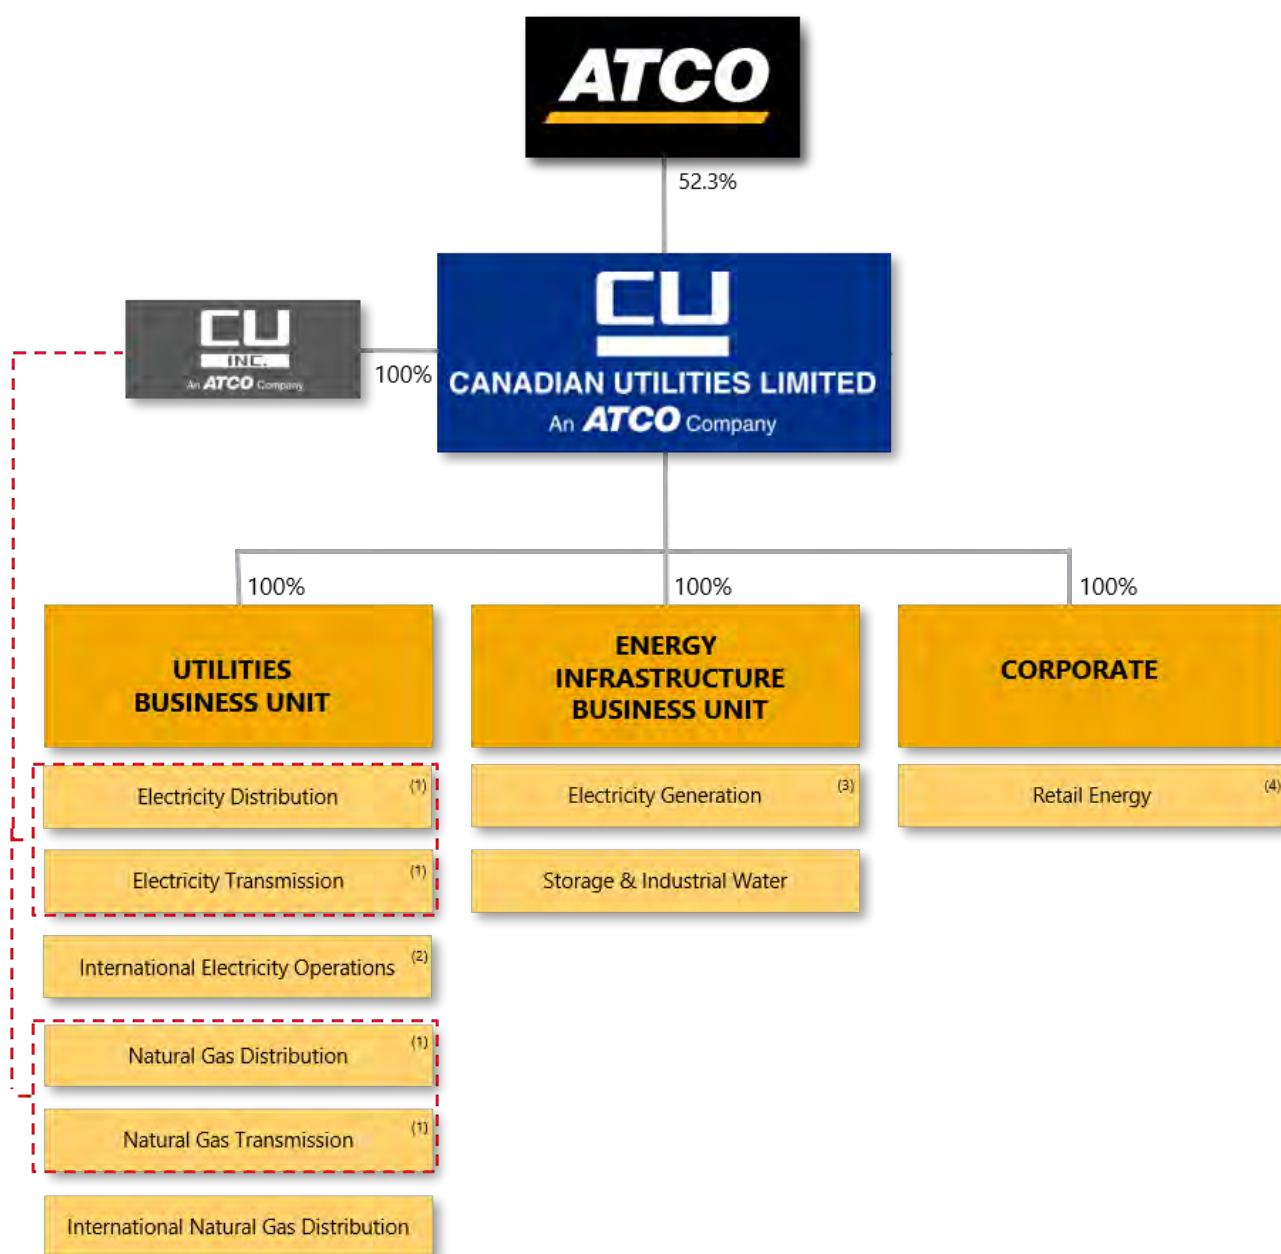 ATCO
52.3%
CU
INC.
An ATCO Company
100%
CU
CANADIAN UTILITIES LIMITED
An ATCO Company
100%
100%
100%
UTILITIES
BUSINESS UNIT
ENERGY
INFRASTRUCTURE
BUSINESS UNIT
CORPORATE
Electricity Distribution (1)
Electricity Generation (3)
Retail Energy (4)
Electricity Transmission (1)
Storage & Industrial Water
International Electricity Operations (2)
Natural Gas Distribution (1)
Natural Gas Transmission (1)
International Natural Gas Distribution